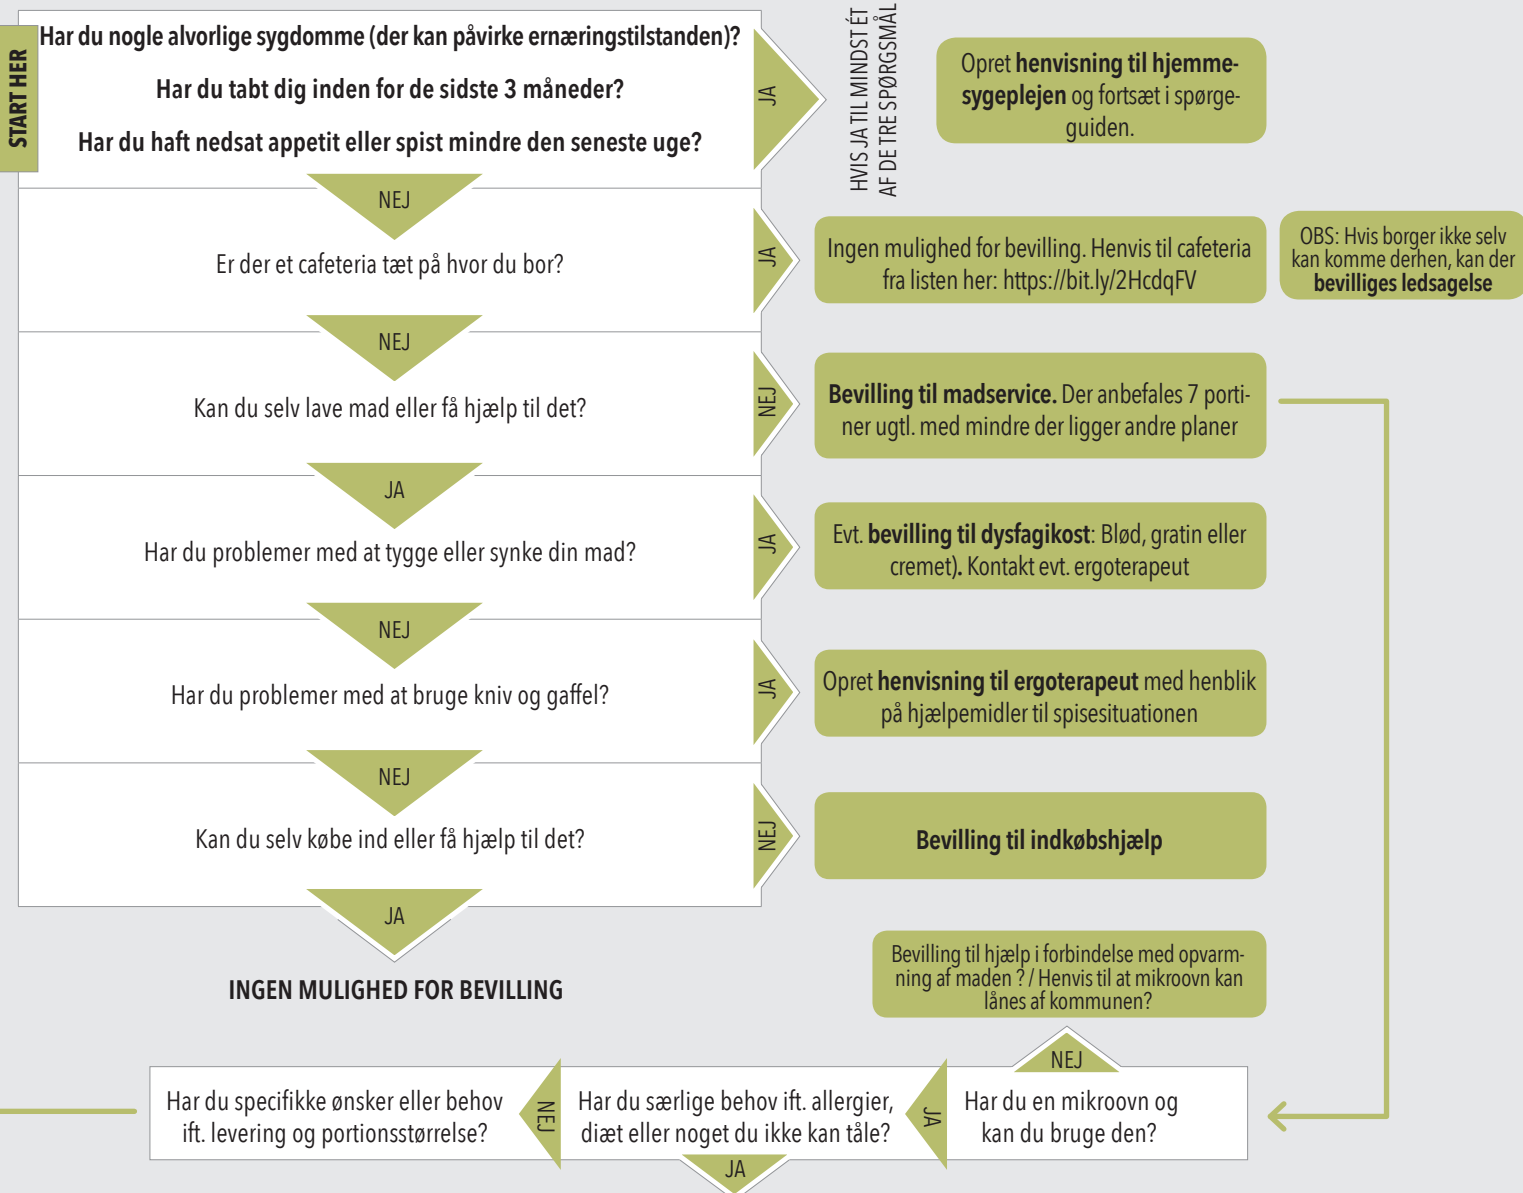 START HER
Har du nogle alvorlige sygdomme (der kan påvirke ernæringstilstanden)?
Har du tabt dig inden for de sidste 3 måneder?
Har du haft nedsat appetit eller spist mindre den seneste uge?
JA
HVIS JA TIL MINDST ÉT
AF DE TRE SPØRGSMÅL
Opret henvisning til hjemme-
sygeplejen og fortsæt i spørge-
guiden.
NEJ
Er der et cafeteria tæt på hvor du bor?
JA
Ingen mulighed for bevilling. Henvis til cafeteria
fra listen her: https://bit.ly/2HcdqFV
OBS: Hvis borger ikke selv
kan komme derhen, kan der
bevilliges ledsagelse
NEJ
Kan du selv lave mad eller få hjælp til det?
NEJ
Bevilling til madservice. Der anbefales 7 porti-
ner ugtl. med mindre der ligger andre planer
JA
Har du problemer med at tygge eller synke din mad?
JA
Evt. bevilling til dysfagikost: Blød, gratin eller
cremet). Kontakt evt. ergoterapeut
NEJ
Har du problemer med at bruge kniv og gaffel?
JA
Opret henvisning til ergoterapeut med henblik
på hjælpemidler til spisesituationen
NEJ
Kan du selv købe ind eller få hjælp til det?
NEJ
Bevilling til indkøbshjælp
JA
INGEN MULIGHED FOR BEVILLING
Bevilling til hjælp i forbindelse med opvarm-
ning af maden ? / Henvis til at mikroovn kan
lånes af kommunen?
NEJ
Har du en mikroovn og
kan du bruge den?
JA
Har du særlige behov ift. allergier,
diæt eller noget du ikke kan tåle?
NEJ
Har du specifikke ønsker eller behov
ift. levering og portionsstørrelse?
JA